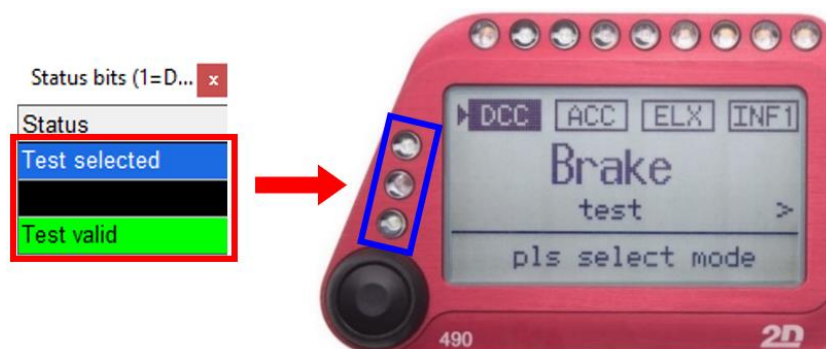 Status bits (1=D... x
Status
Test selected
Test valid
DCC ACC ELX INF1
Brake
test >
pls select mode
490 2D